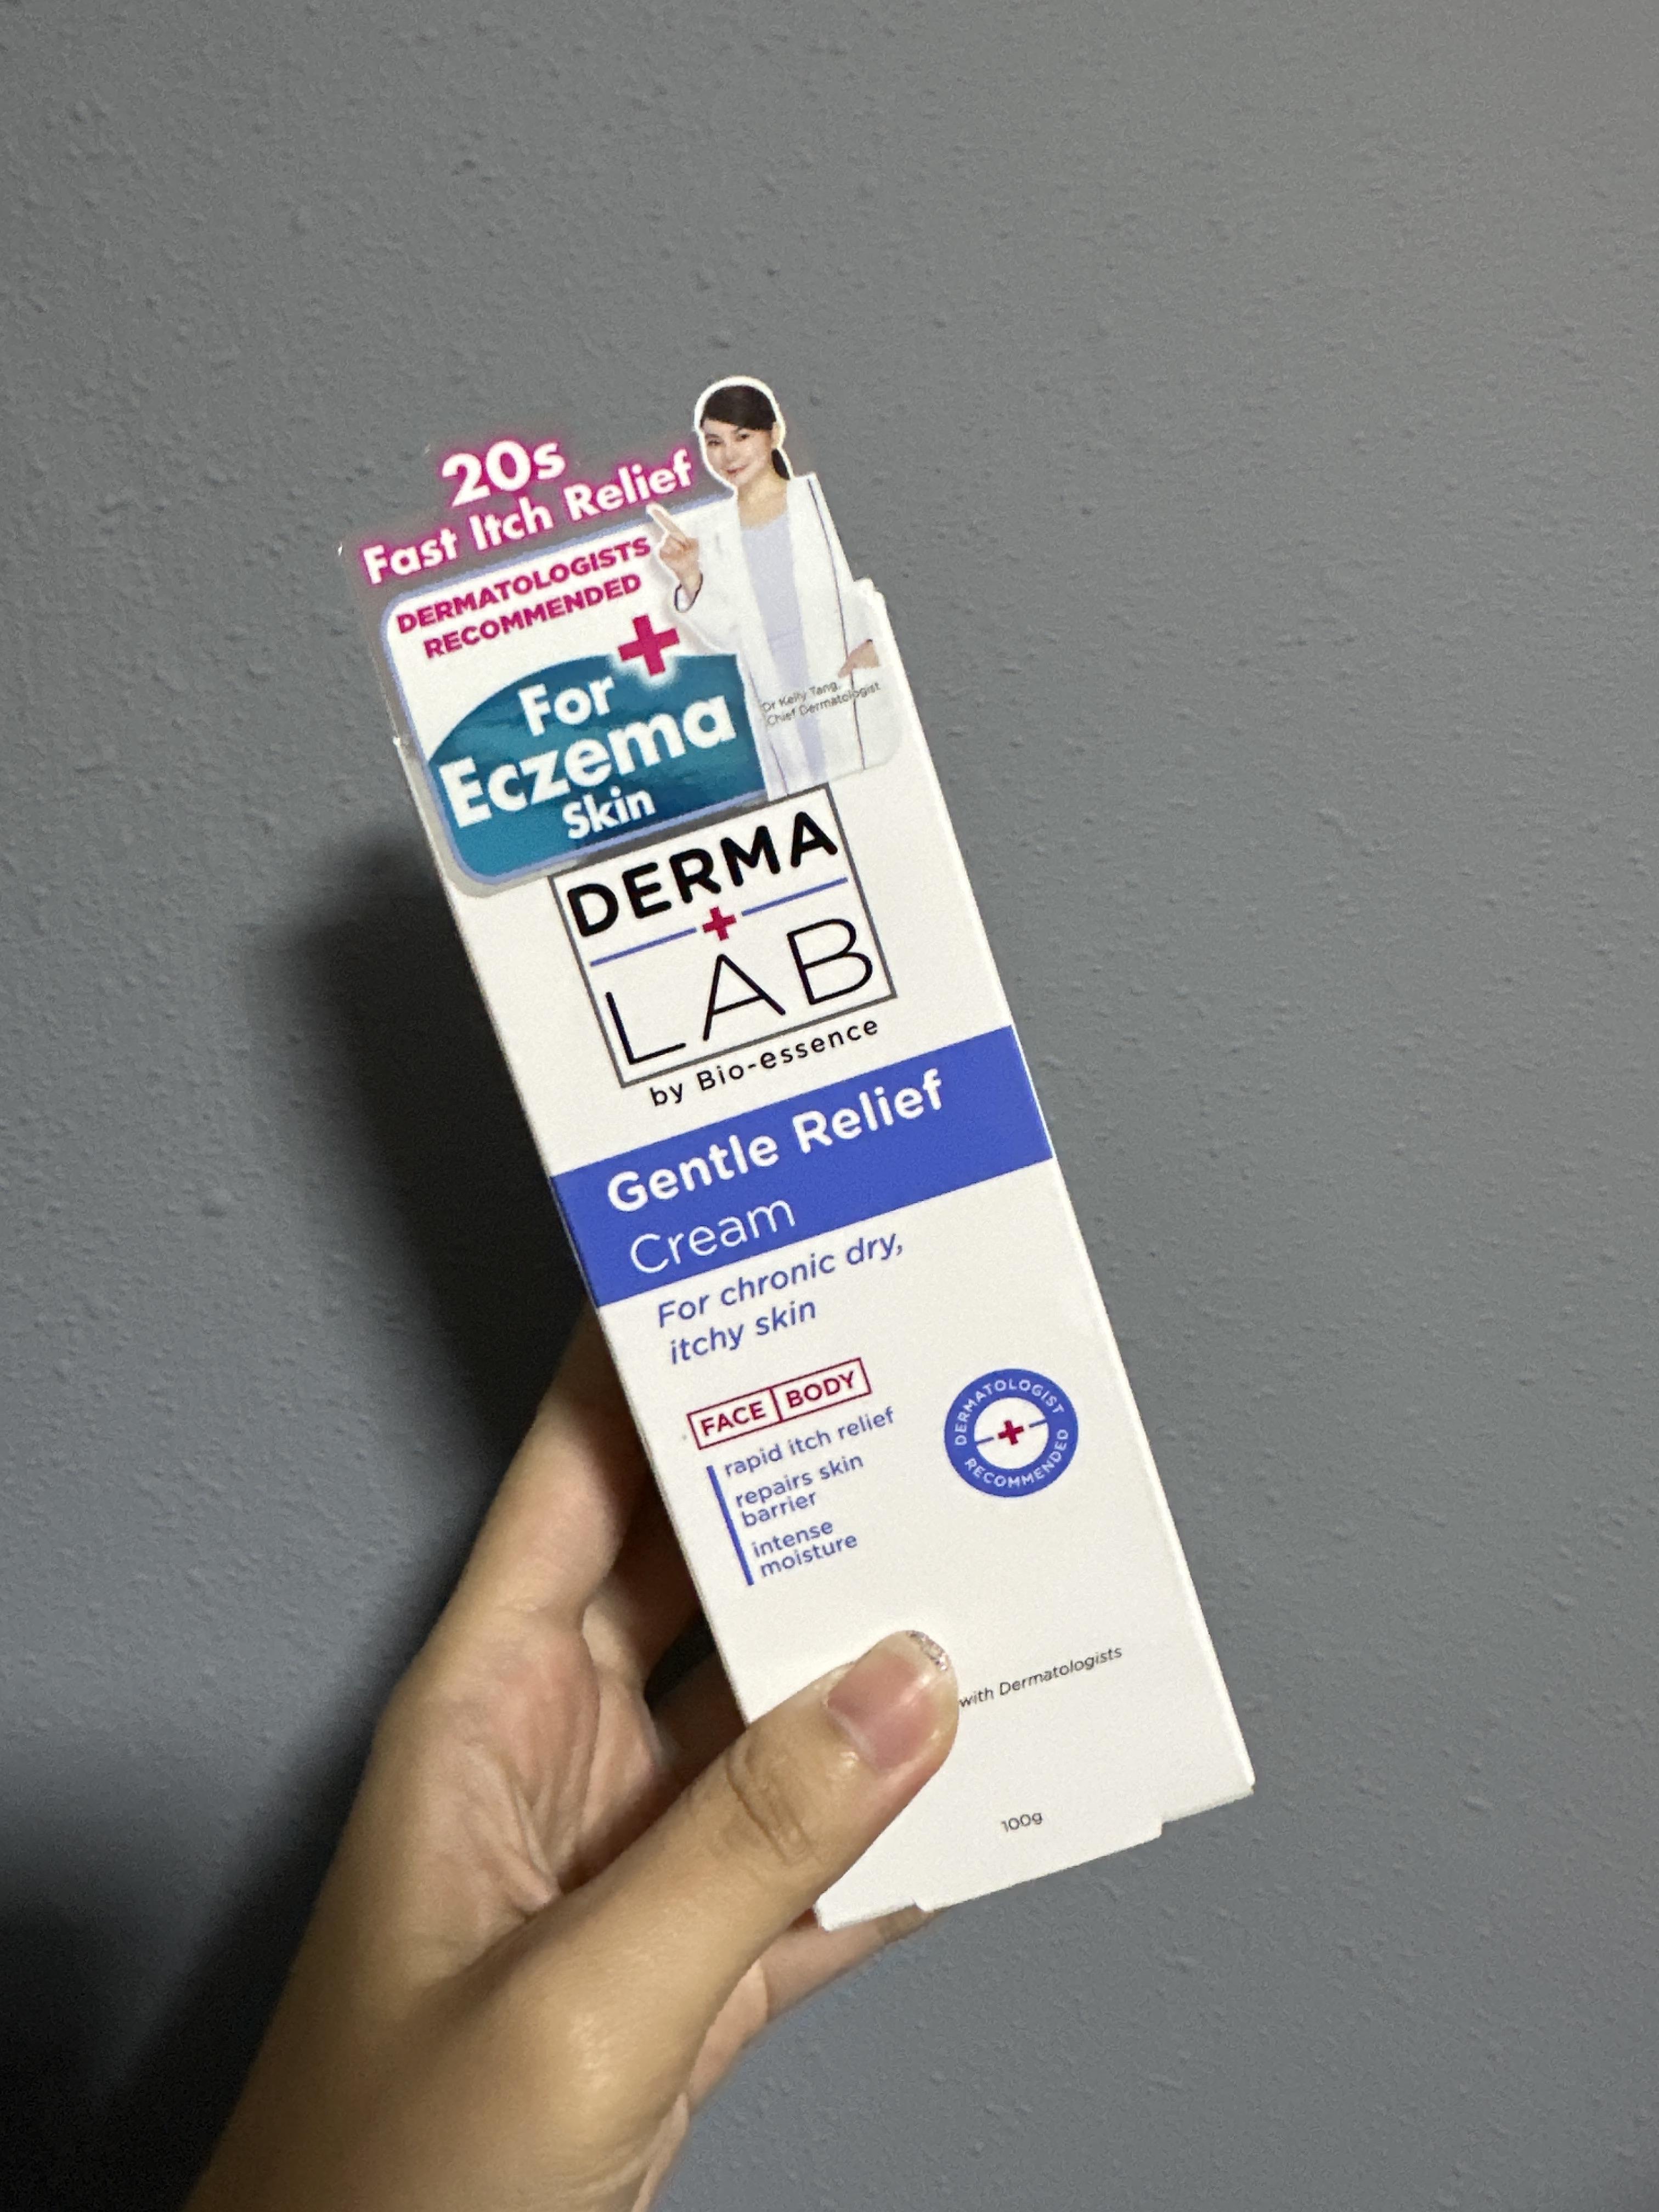 20s
Fast Itch Relief
DERMATOLOGISTS
RECOMMENDED
For
Eczema
Skin
Dr Kelly Tang,
Chief Dermatologist
DERMA
LAB
by Bio-essence
Gentle Relief
Cream
For chronic dry,
itchy skin
FACE BODY
rapid itch relief
repairs skin
barrier
intense
moisture
DERMATOLOGIST
RECOMMENDED
with Dermatologists
100g